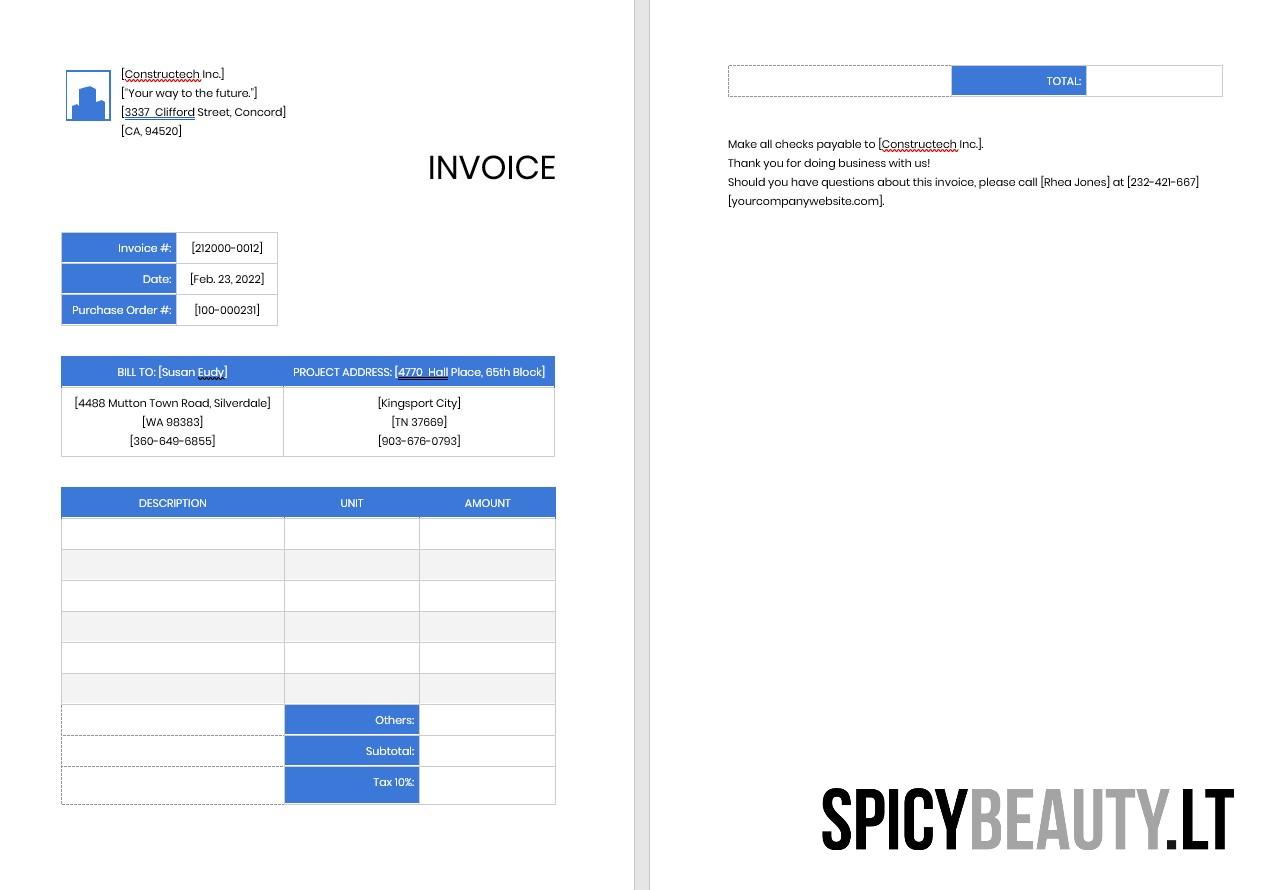 [Constructech Inc.]
["Your way to the future."]
[3337 Clifford Street, Concord]
[CA, 94520]
INVOICE
Invoice #: [212000-0012]
Date: [Feb. 23, 2022]
Purchase Order #: [100-000231]
BILL TO: [Susan Eudy] PROJECT ADDRESS: [4770 Hall Place, 65th Block]
[4488 Mutton Town Road, Silverdale] [Kingsport City]
[WA 98383] [TN 37669]
[360-649-6855] [903-676-0793]
DESCRIPTION UNIT AMOUNT
Others:
Subtotal:
Tax 10%:
TOTAL:
Make all checks payable to [Constructech Inc.].
Thank you for doing business with us!
Should you have questions about this invoice, please call [Rhea Jones] at [232-421-667]
[yourcompanywebsite.com].
SPICYBEAUTY.LT